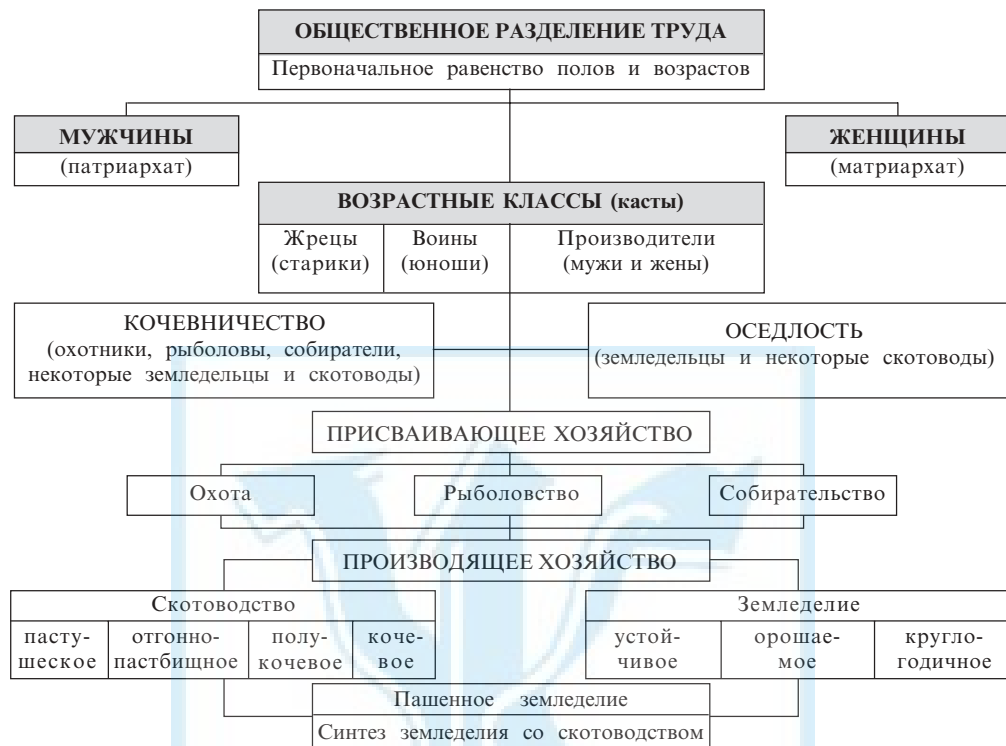 ОБЩЕСТВЕННОЕ РАЗДЕЛЕНИЕ ТРУДА
Первоначальное равенство полов и возрастов
МУЖЧИНЫ
(патриархат)
ЖЕНЩИНЫ
(матриархат)
ВОЗРАСТНЫЕ КЛАССЫ (касты)
Жрецы
(старики)
Воины
(юноши)
Производители
(мужи и жены)
КОЧЕВНИЧЕСТВО
(охотники, рыболовы, собиратели,
некоторые земледельцы и скотоводы)
ОСЕДЛОСТЬ
(земледельцы и некоторые скотоводы)
ПРИСВАИВАЮЩЕЕ ХОЗЯЙСТВО
Охота
Рыболовство
Собирательство
ПРОИЗВОДЯЩЕЕ ХОЗЯЙСТВО
Скотоводство
пасту-
шеское
отгонно-
пастбищное
полу-
кочевое
коче-
вое
Земледелие
устой-
чивое
орошае-
мое
кругло-
годичное
Пашенное земледелие
Синтез земледелия со скотоводством